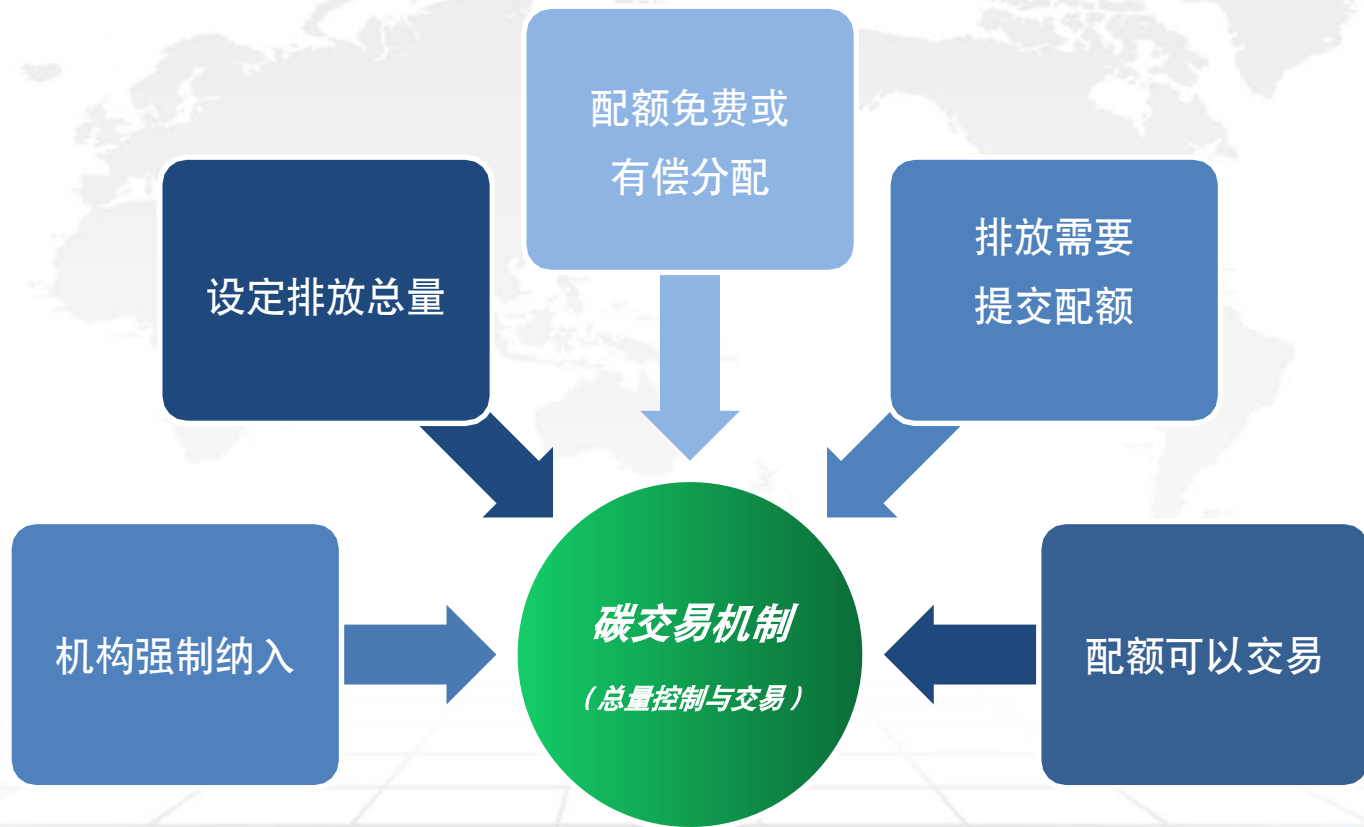 配额免费或
有偿分配
设定排放总量
排放需要
提交配额
机构强制纳入
碳交易机制
（总量控制与交易）
配额可以交易